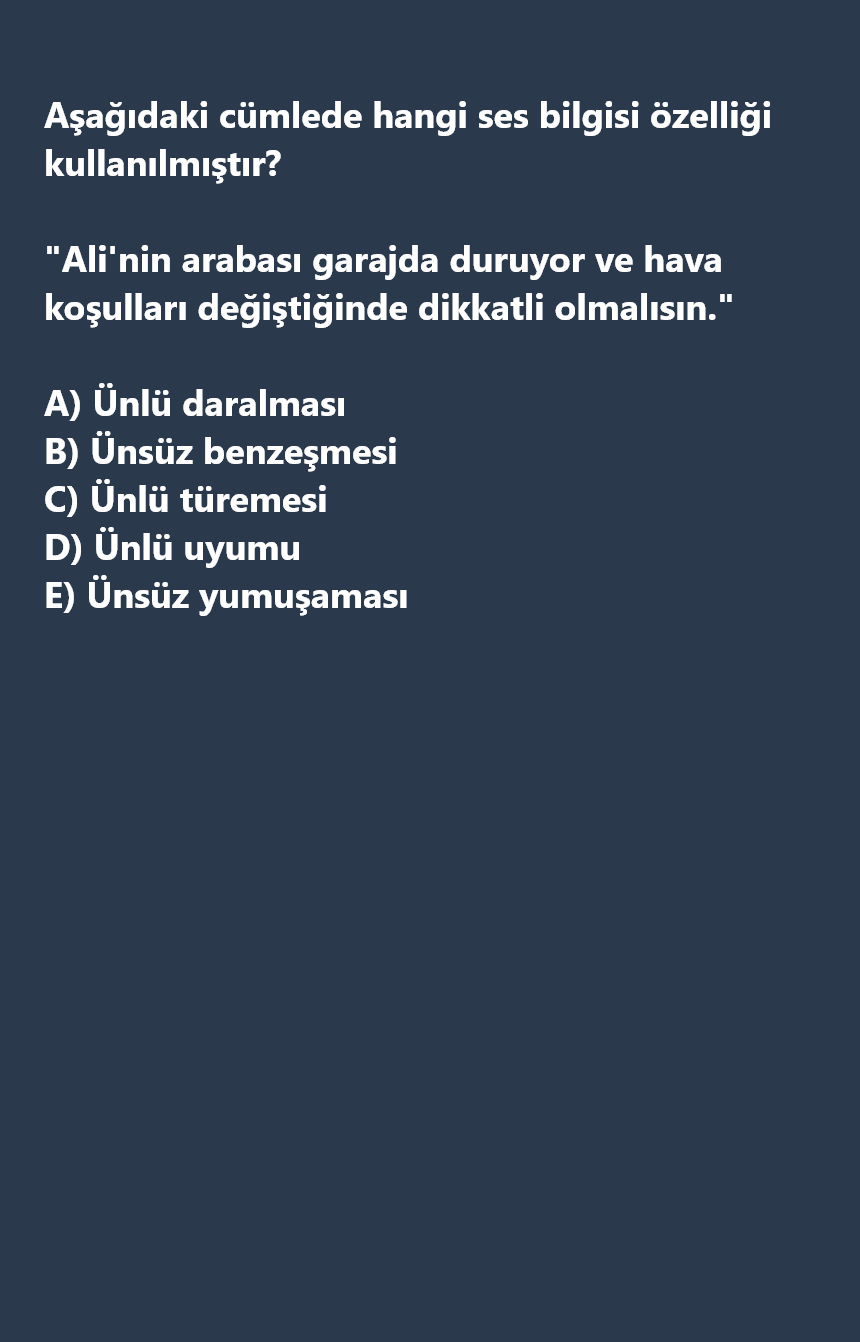 Aşağıdaki cümlede hangi ses bilgisi özelliği
kullanılmıştır?
"Ali'nin arabası garajda duruyor ve hava
koşulları değiştiğinde dikkatli olmalısın."
A) Ünlü daralması
B) Ünsüz benzeşmesi
C) Ünlü türemesi
D) Ünlü uyumu
E) Ünsüz yumuşaması